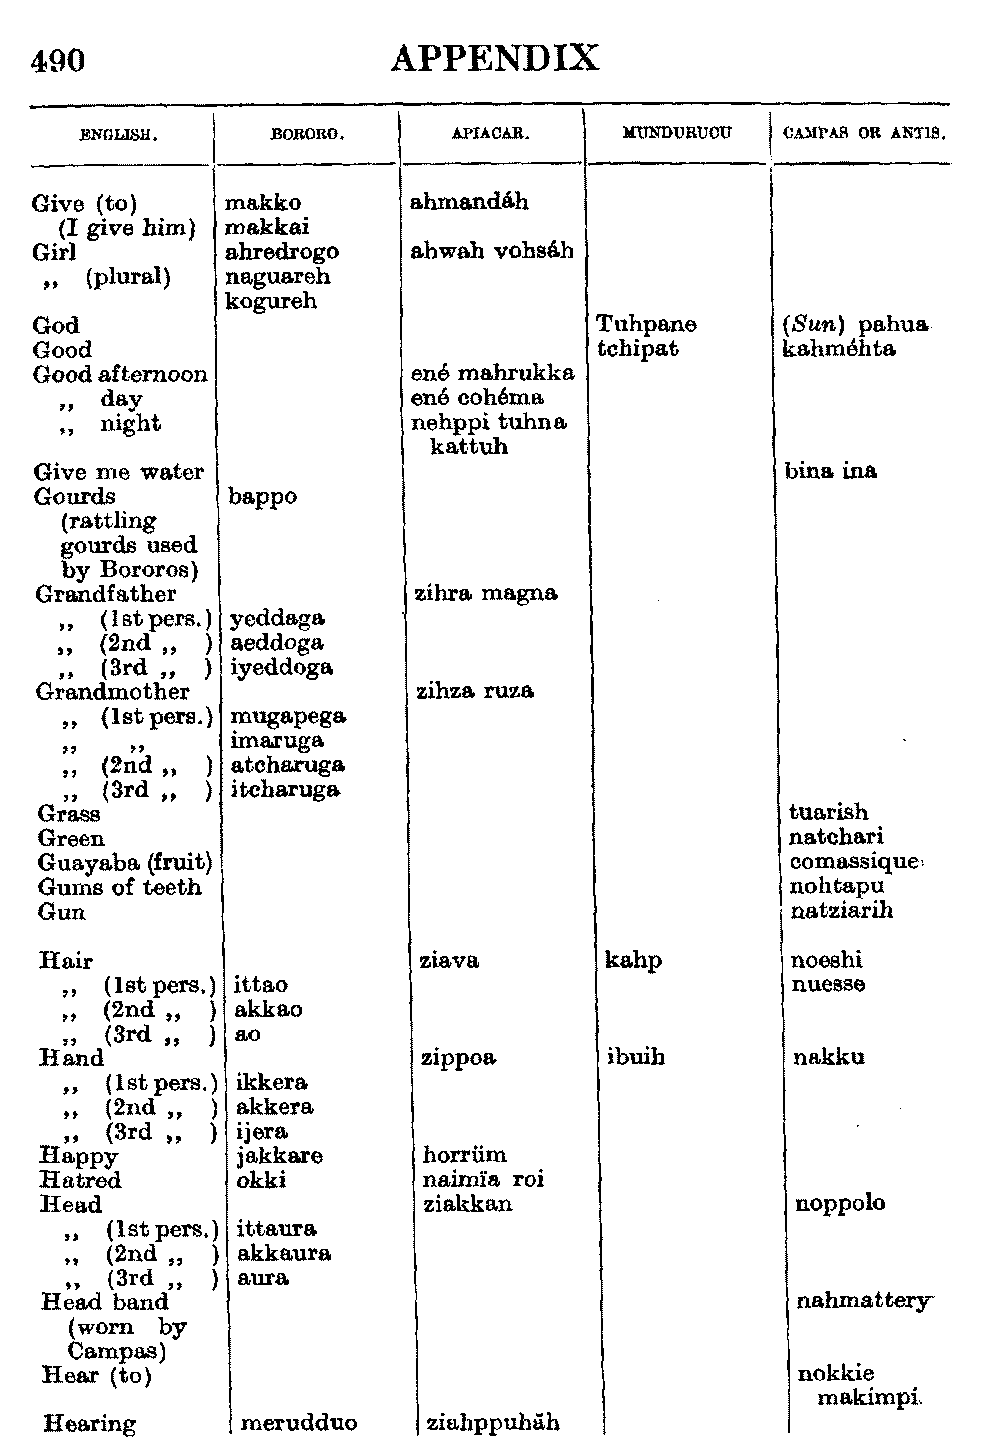 490 APPENDIX
ENGLISH. BORORO. APIACAR. MUNDURUCU CAMPAS OR ANTIS.
Give (to) makko ahmandáh
(I give him) makkai
Girl ahredrogo ahwah vohsáh
„ (plural) naguareh
kogureh
God Tuhpane (Sun) pahua
Good tchipat kahméhta
Good afternoon ené mahrukka
„ day ené cohéma
„ night nehppi tuhna
kattuh
Give me water bina ina
Gourds bappo
(rattling
gourds used
by Bororos)
Grandfather zihra magna
„ (1st pers.) yeddaga
„ (2nd „ ) aeddoga
„ (3rd „ ) iyeddoga
Grandmother zihza ruza
„ (1st pers.) mugapega
„ „ imaruga
„ (2nd „ ) atcharuga
„ (3rd „ ) itcharuga
Grass tuarish
Green natchari
Guayaba (fruit) comassique
Gums of teeth nohtapu
Gun natziarih
Hair ziava kahp noeshi
„ (1st pers.) ittao nuesse
„ (2nd „ ) akkao
„ (3rd „ ) ao
Hand zippoa ibuih nakku
„ (1st pers.) ikkera
„ (2nd „ ) akkera
„ (3rd „ ) ijera
Happy jakkare horrüm
Hatred okki naimïa roi
Head ziakkan noppolo
„ (1st pers.) ittaura
„ (2nd „ ) akkaura
„ (3rd „ ) aura
Head band nahmattery
(worn by
Campas)
Hear (to) nokkie
makimpi.
Hearing merudduo ziahppuhäh